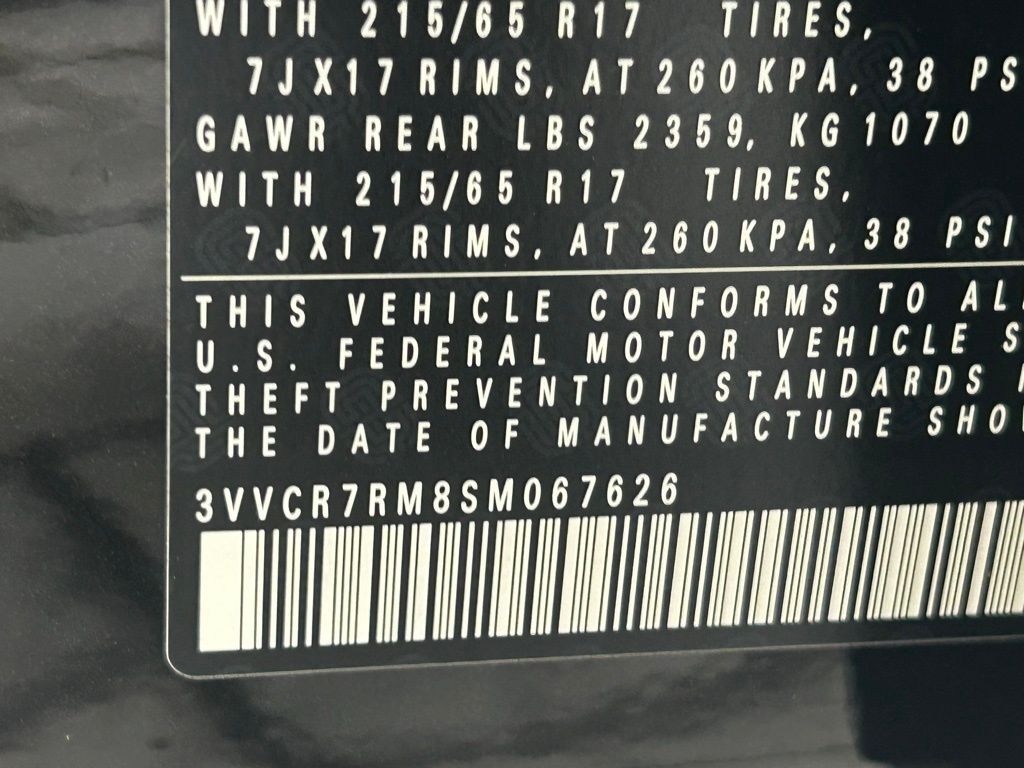 WITH 215/65 R17 TIRES,
7JX17 RIMS, AT 260 KPA, 38 PS
GAWR REAR LBS 2359, KG 1070
WITH 215/65 R17 TIRES,
7JX17 RIMS, AT 260 KPA, 38 PSI
THIS VEHICLE CONFORMS TO AL
U.S. FEDERAL MOTOR VEHICLE S
THEFT PREVENTION STANDARDS
THE DATE OF MANUFACTURE SHO
3VVCR7RM8SM067626